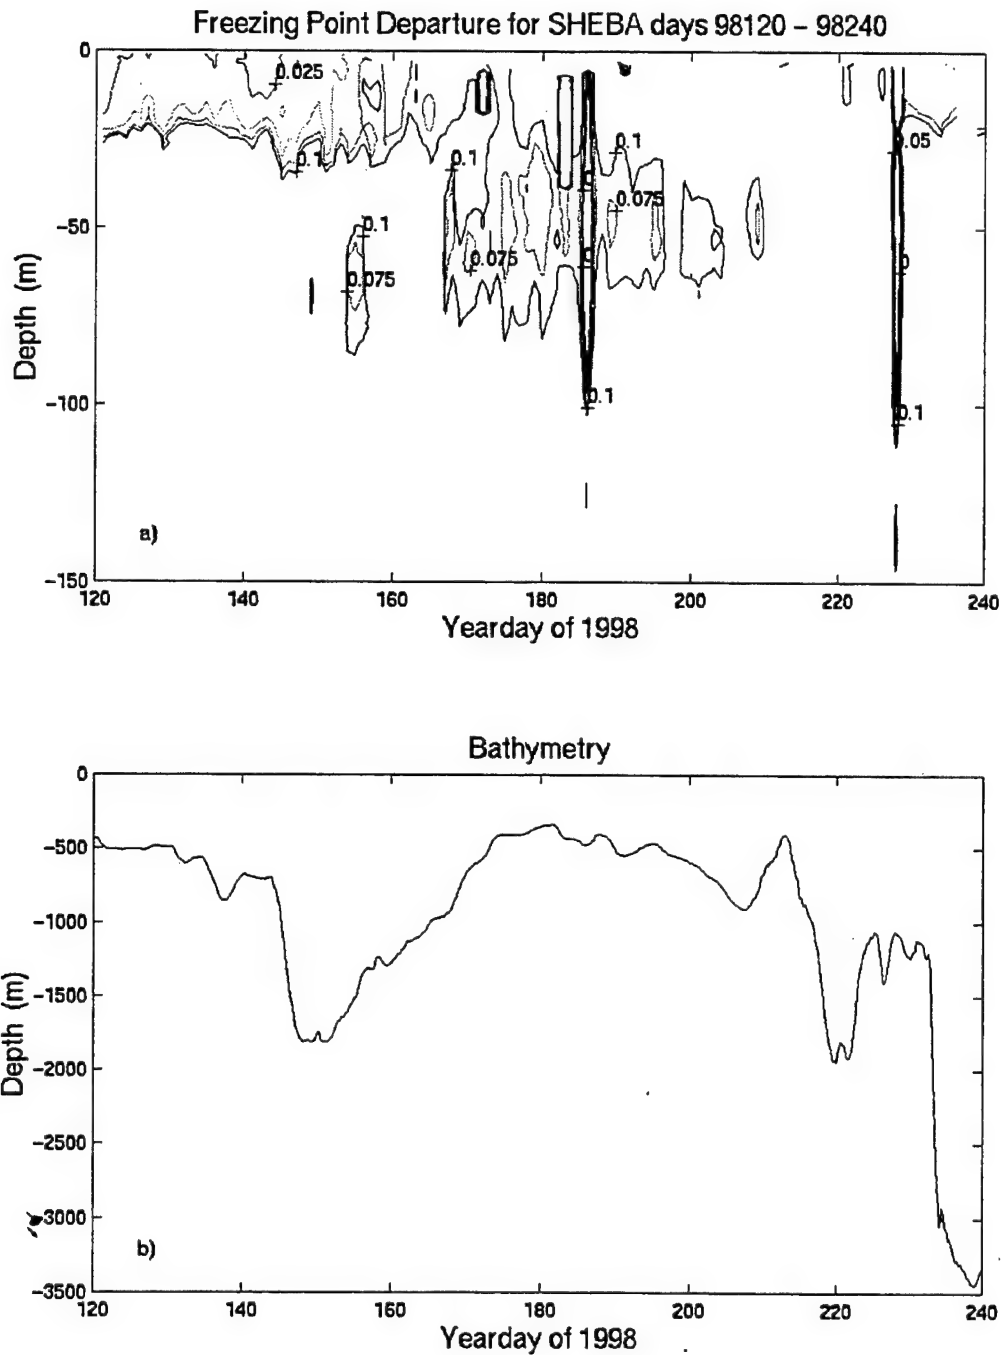 Freezing Point Departure for SHEBA days 98120 – 98240
0
0.025
0.1
0.05
0.1
0.1
0
0.075
−50
0.1
0.075
0
0.075
Depth (m)
−100
0.1
0.1
a)
−150
120 140 160 180 200 220 240
Yearday of 1998
Bathymetry
0
−500
−1000
−1500
Depth (m)
−2000
−2500
−3000
b)
−3500
120 140 160 180 200 220 240
Yearday of 1998